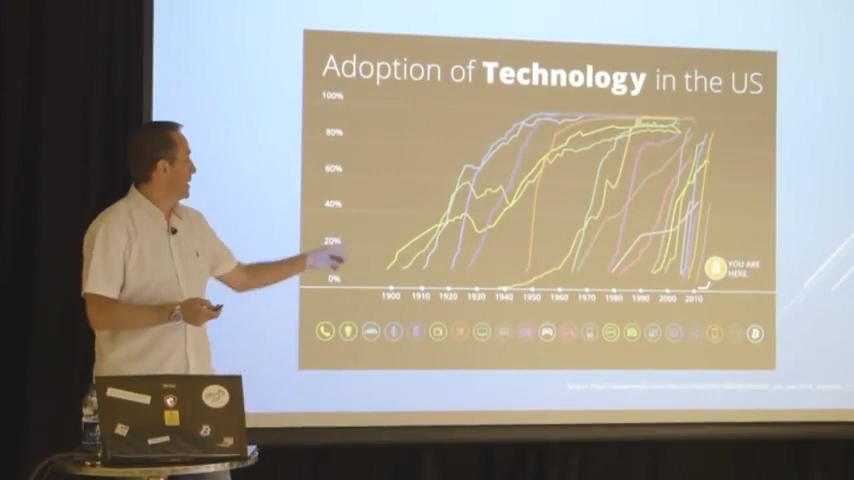 Adoption of Technology in the US
100%
80%
60%
40%
20%
0%
YOU ARE
HERE.
1900 1910 1920 1930 1940 1950 1960 1970 1980 1990 2000 2010